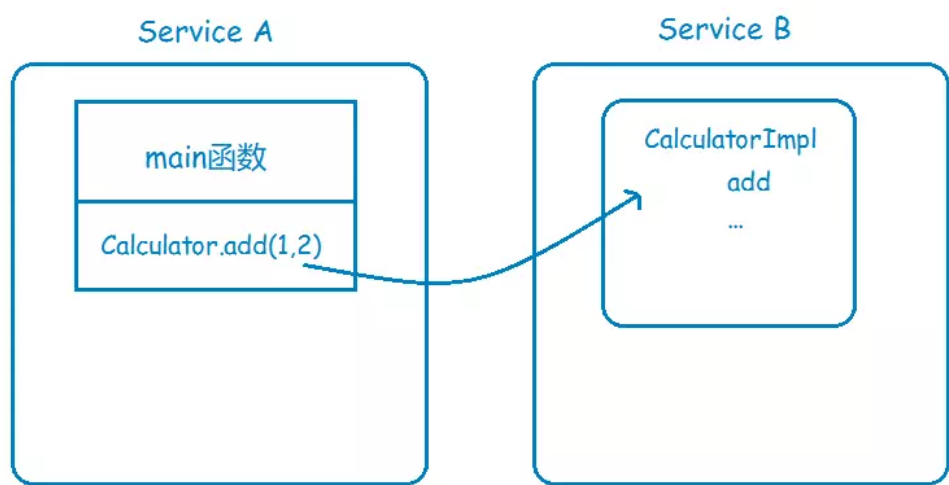 Service A
Service B
main函数
Calculator.add(1,2)
CalculatorImpl
add
...